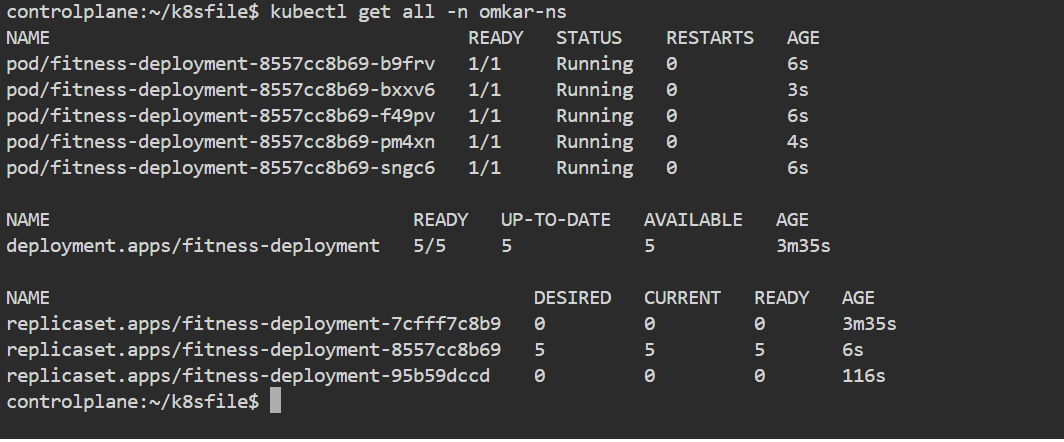 controlplane:~/k8sfile$ kubectl get all -n omkar-ns
NAME                                      READY   STATUS    RESTARTS   AGE
pod/fitness-deployment-8557cc8b69-b9frv   1/1     Running   0          6s
pod/fitness-deployment-8557cc8b69-bxxv6   1/1     Running   0          3s
pod/fitness-deployment-8557cc8b69-f49pv   1/1     Running   0          6s
pod/fitness-deployment-8557cc8b69-pm4xn   1/1     Running   0          4s
pod/fitness-deployment-8557cc8b69-sngc6   1/1     Running   0          6s

NAME                                 READY   UP-TO-DATE   AVAILABLE   AGE
deployment.apps/fitness-deployment   5/5     5            5           3m35s

NAME                                            DESIRED   CURRENT   READY   AGE
replicaset.apps/fitness-deployment-7cfff7c8b9   0         0         0       3m35s
replicaset.apps/fitness-deployment-8557cc8b69   5         5         5       6s
replicaset.apps/fitness-deployment-95b59dccd    0         0         0       116s
controlplane:~/k8sfile$